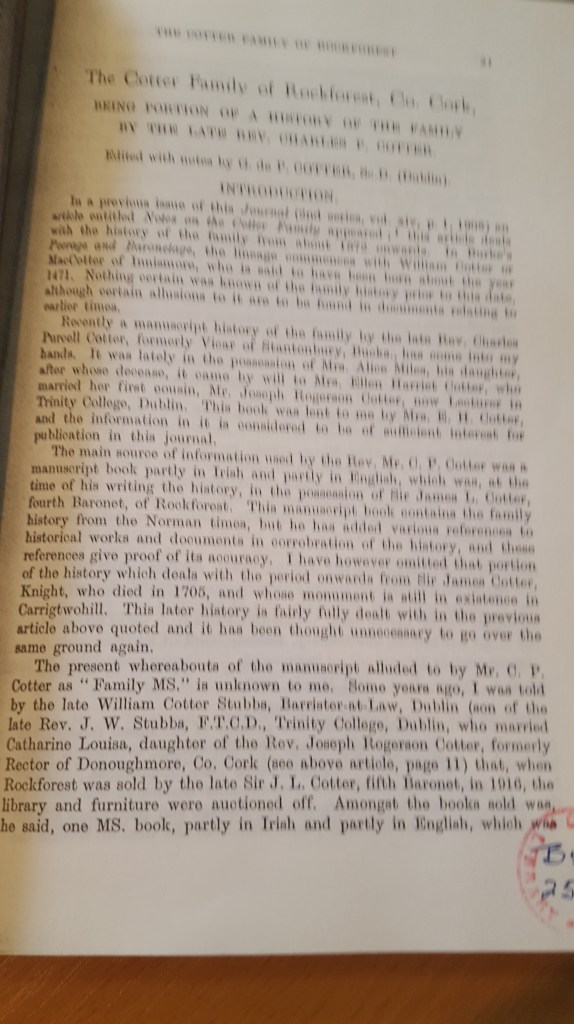 THE COTTER FAMILY OF ROCKFOREST
The Cotter Family of Rockforest, Co. Cork,
BEING PORTION OF A HISTORY OF THE FAMILY
BY THE LATE REV. CHARLES P. COTTER.
Edited with notes by G. de P. COTTER, Sc. D. (Dublin).
INTRODUCTION.
In a previous issue of this Journal (2nd series, vol. xiv, p. 1, 1908) an
article entitled Notes on the Cotter Family appeared; this article deals
with the history of the family from about 1672 onwards. In Burke's
Peerage and Baronetage, the lineage commences with William Cotter or
MacCotter of Innismore, who is said to have been born about the year
1471. Nothing certain was known of the family history prior to this date,
although certain allusions to it are to be found in documents relating to
earlier times.
Recently a manuscript history of the family by the late Rev. Charles
Purcell Cotter, formerly Vicar of Stantonbury, Bucks., has come into my
hands. It was lately in the possession of Mrs. Alice Miles, his daughter,
after whose decease, it came by will to Mrs. Ellen Harriet Cotter, who
married her first cousin, Mr. Joseph Rogerson Cotter, now Lecturer in
Trinity College, Dublin. This book was lent to me by Mrs. E. H. Cotter,
and the information in it is considered to be of sufficient interest for
publication in this journal.
The main source of information used by the Rev. Mr. C. P. Cotter was a
manuscript book partly in Irish and partly in English, which was, at the
time of his writing the history, in the possession of Sir James L. Cotter,
fourth Baronet, of Rockforest. This manuscript book contains the family
history from the Norman times, but he has added various references to
historical works and documents in corrobration of the history, and these
references give proof of its accuracy. I have however omitted that portion
of the history which deals with the period onwards from Sir James Cotter,
Knight, who died in 1705, and whose monument is still in existence in
Carrigtwohill. This later history is fairly fully dealt with in the previous
article above quoted and it has been thought unnecessary to go over the
same ground again.
The present whereabouts of the manuscript alluded to by Mr. C. P.
Cotter as "Family MS." is unknown to me. Some years ago, I was told
by the late William Cotter Stubbs, Barrister-at-Law, Dublin (son of the
late Rev. J. W. Stubbs, F.T.C.D., Trinity College, Dublin, who married
Catharine Louisa, daughter of the Rev. Joseph Rogerson Cotter, formerly
Rector of Donoughmore, Co. Cork (see above article, page 11) that, when
Rockforest was sold by the late Sir J. L. Cotter, fifth Baronet, in 1916, the
library and furniture were auctioned off. Amongst the books sold was,
he said, one MS. book, partly in Irish and partly in English, which was
25